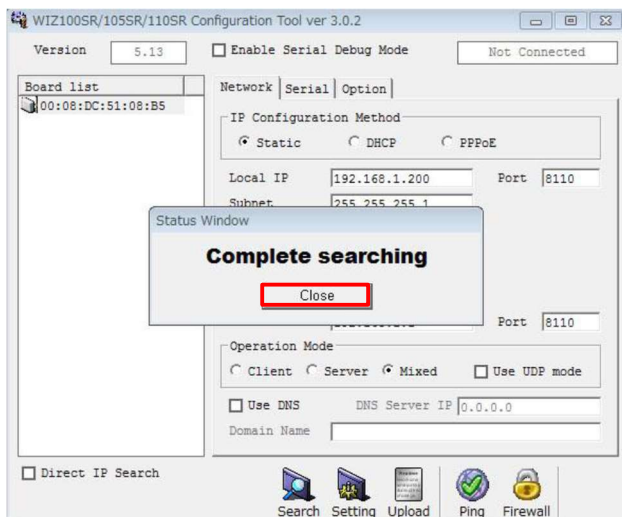 WIZ100SR/105SR/110SR Configuration Tool ver 3.0.2
Version 5.13 Enable Serial Debug Mode Not Connected
Board list
00:08:DC:51:08:B5
Network Serial Option
IP Configuration Method
Static DHCP PPPoE
Local IP 192.168.1.200 Port 8110
Subnet 255.255.255.1
Status Window
Complete searching
Close
Port 8110
Operation Mode
Client Server Mixed Use UDP mode
Use DNS DNS Server IP 0.0.0.0
Domain Name
Direct IP Search
Search Setting Upload Ping Firewall